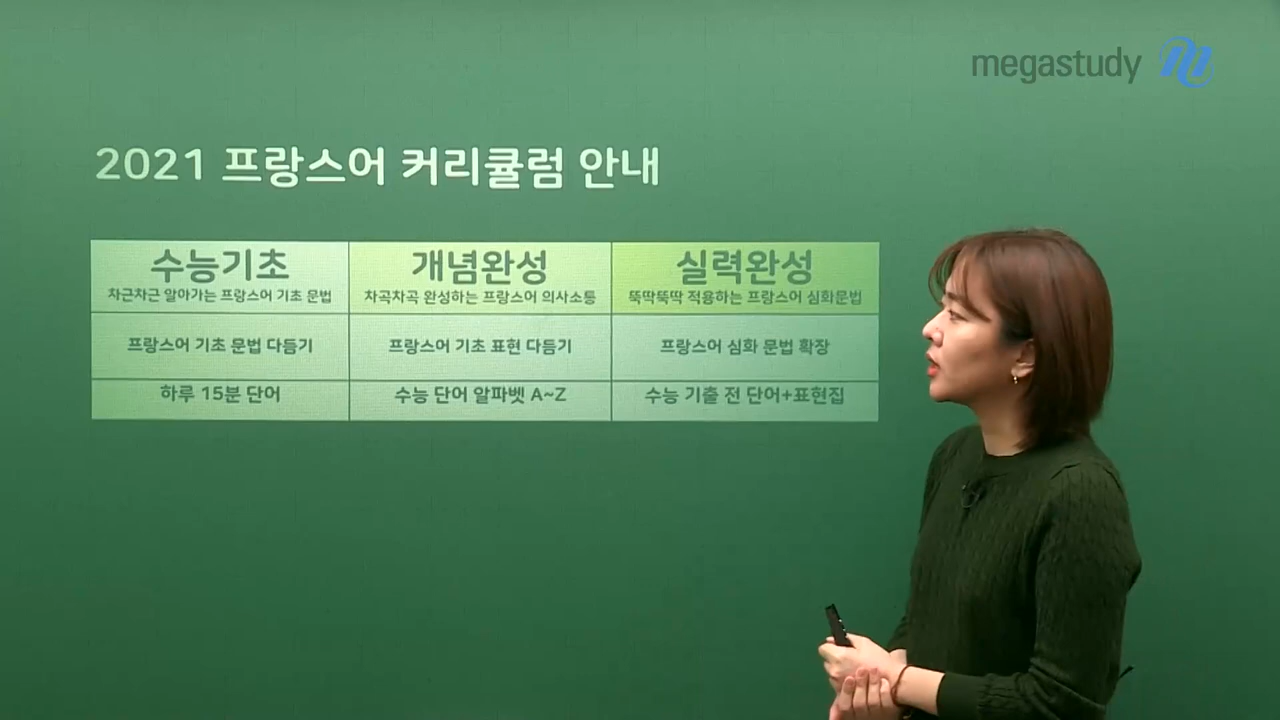 megastudy
2021 프랑스어 커리큘럼 안내
수능기초
차근차근 알아가는 프랑스어 기초 문법
개념완성
차곡차곡 완성하는 프랑스어 의사소통
실력완성
뚝딱뚝딱 적용하는 프랑스어 심화문법
프랑스어 기초 문법 다듬기
프랑스어 기초 표현 다듬기
프랑스어 심화 문법 확장
하루 15분 단어
수능 단어 알파벳 A~Z
수능 기출 전 단어+표현집